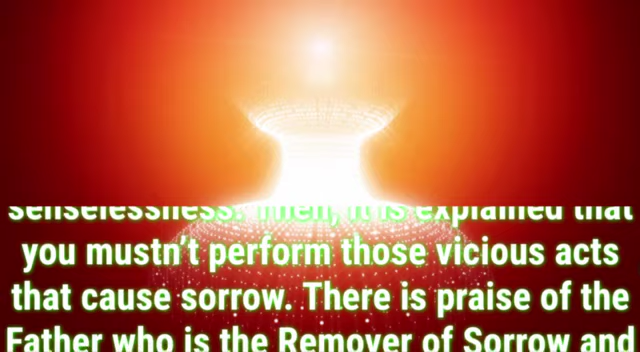 senselessness. Then, it is explained that
you mustn't perform those vicious acts
that cause sorrow. There is praise of the
Father who is the Remover of Sorrow and